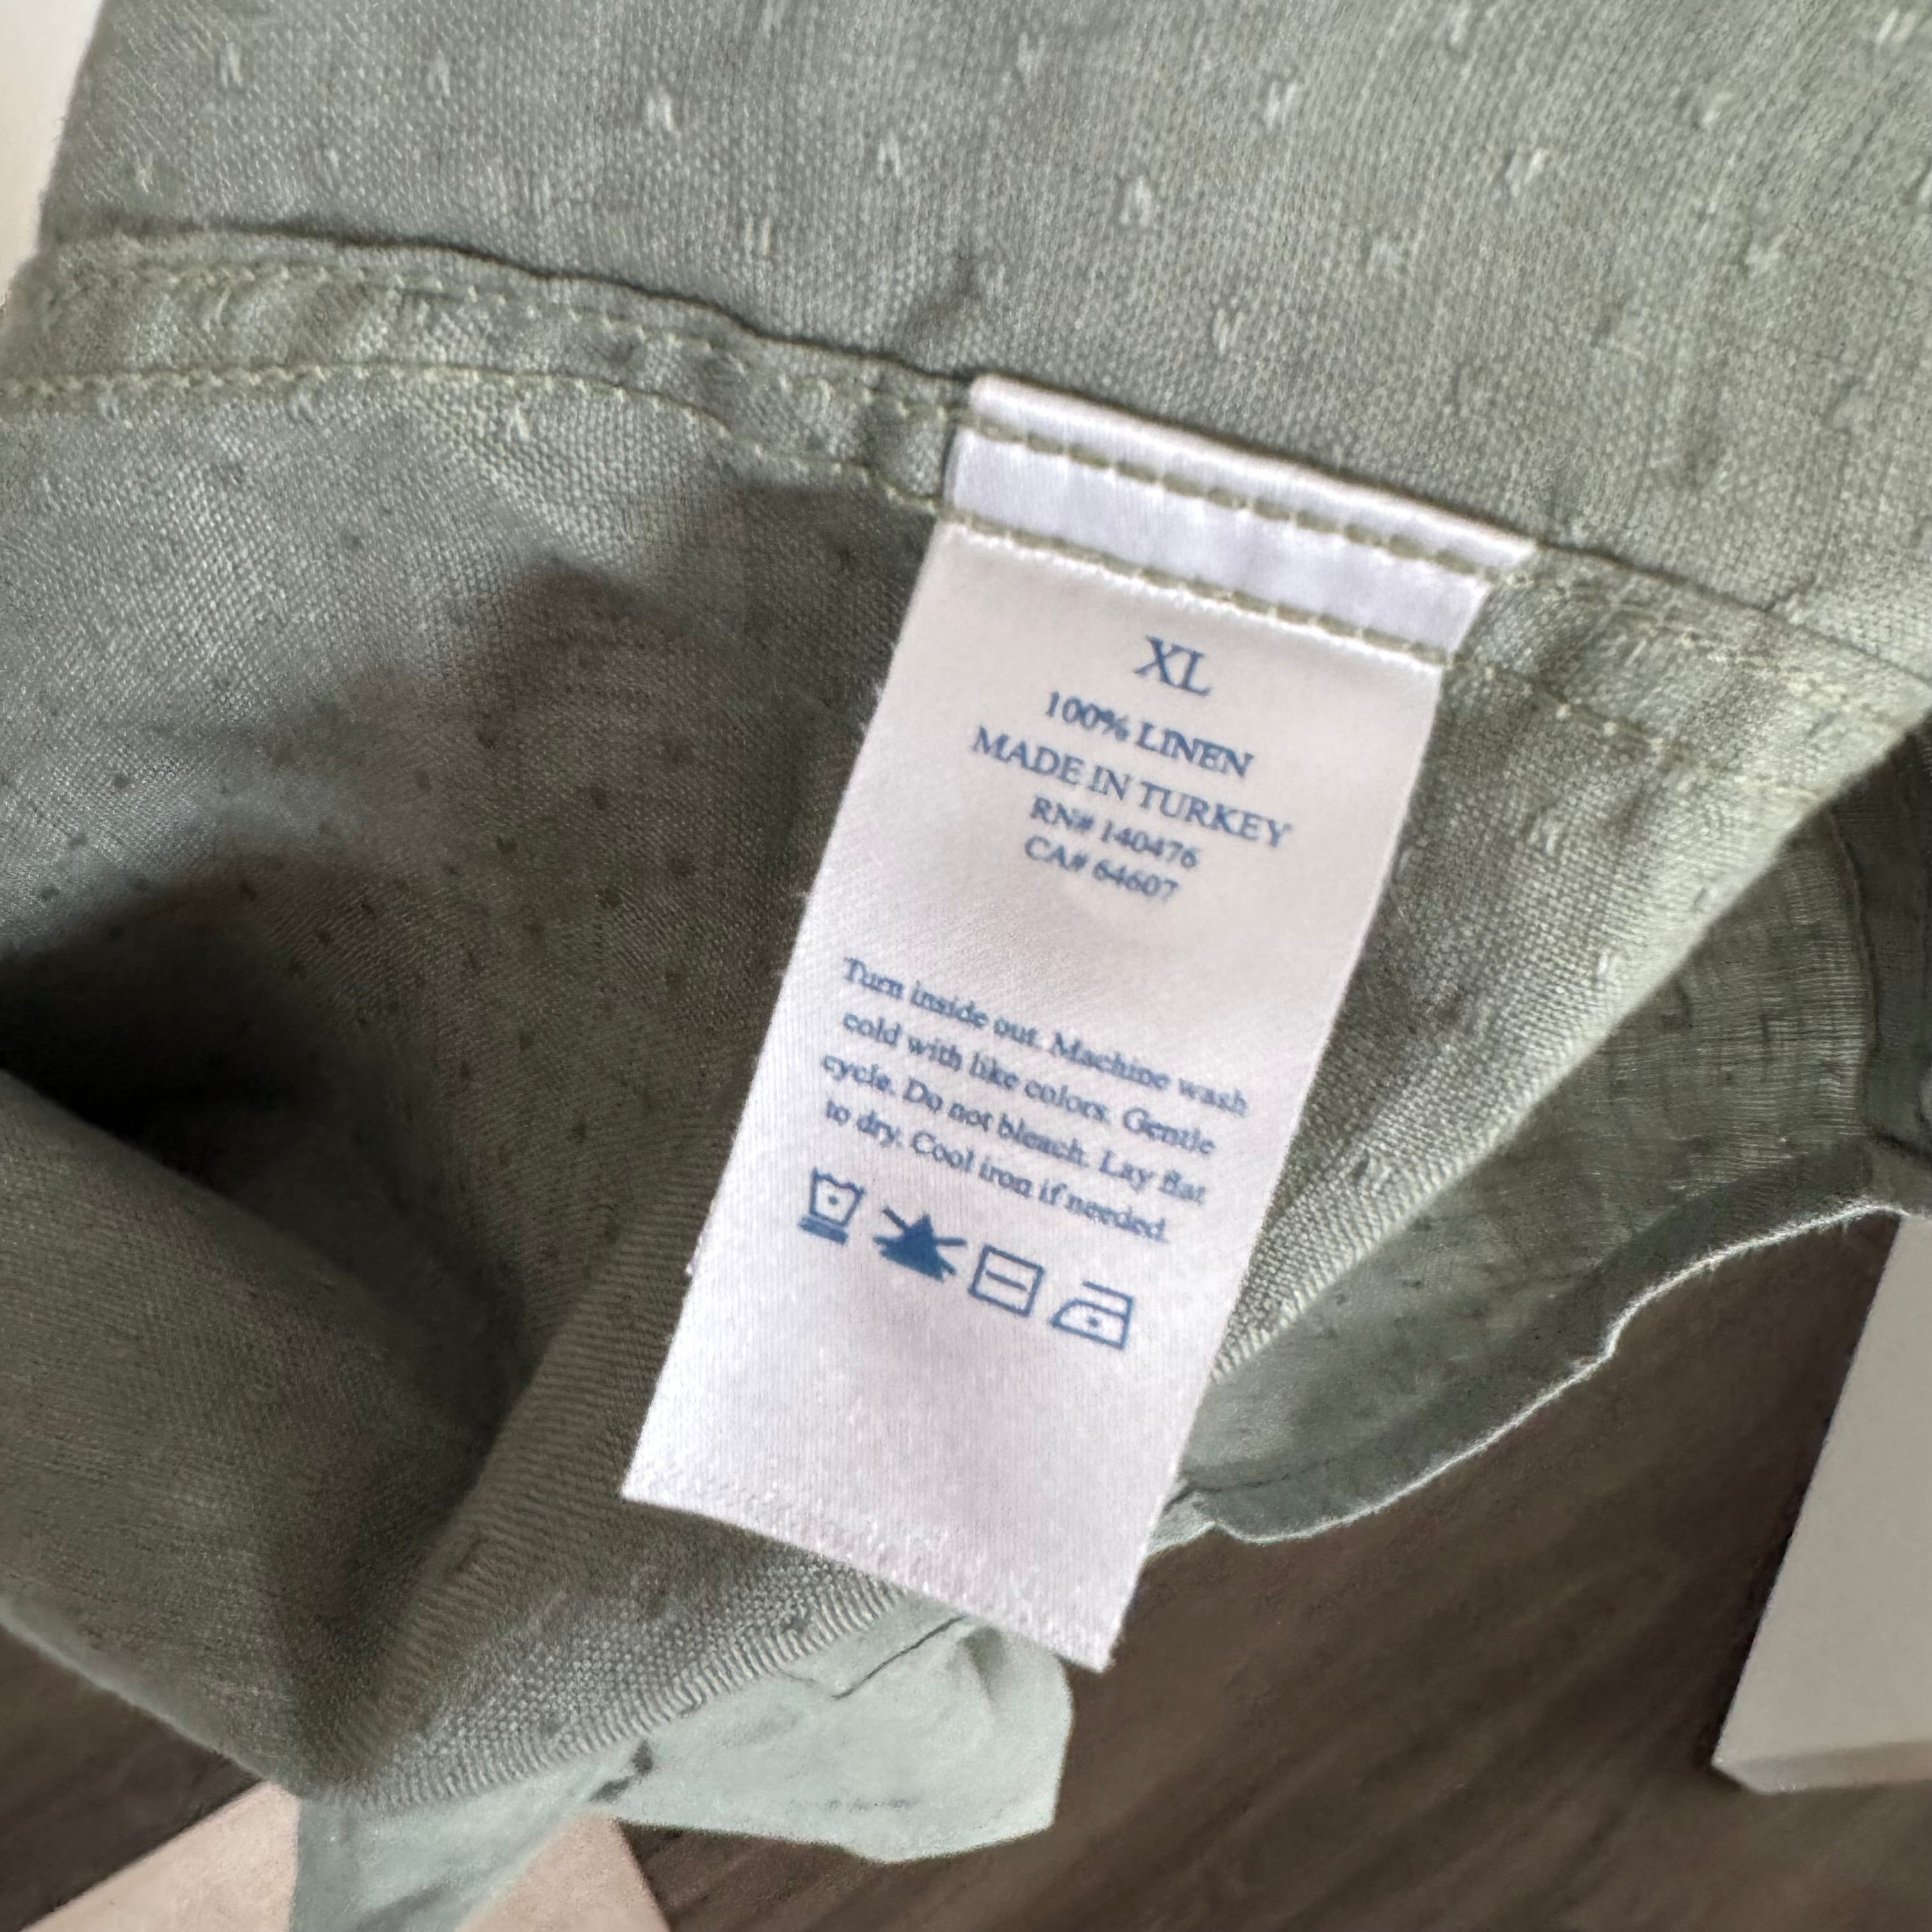 XL
100% LINEN
MADE IN TURKEY
RN# 140476
CA# 64607
Turn inside out. Machine wash
cold with like colors. Gentle
cycle. Do not bleach. Lay flat
to dry. Cool iron if needed.